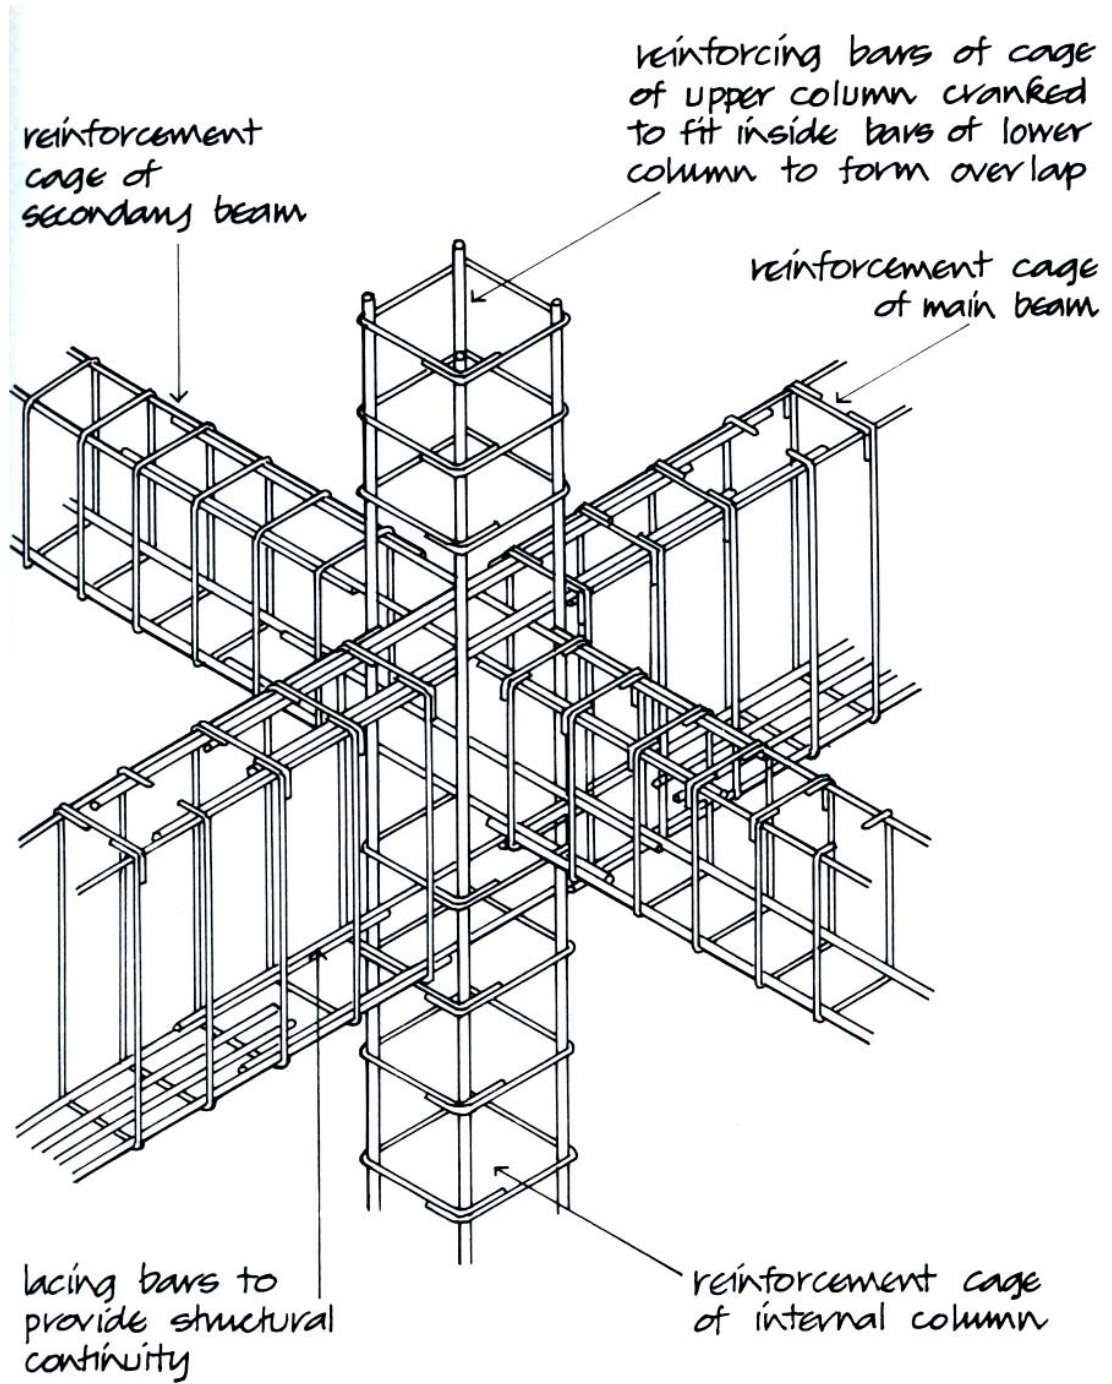 reinforcing bars of cage
of upper column cranked
to fit inside bars of lower
column to form overlap
reinforcement
cage of
secondary beam
reinforcement cage
of main beam
lacing bars to
provide structural
continuity
reinforcement cage
of internal column